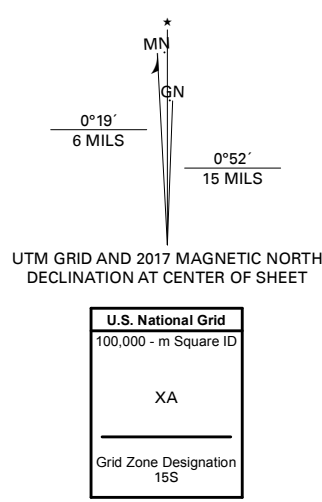 MN
GN
0°19´
6 MILS
0°52´
15 MILS
UTM GRID AND 2017 MAGNETIC NORTH
DECLINATION AT CENTER OF SHEET
U.S. National Grid
100,000 - m Square ID
XA
Grid Zone Designation
15S